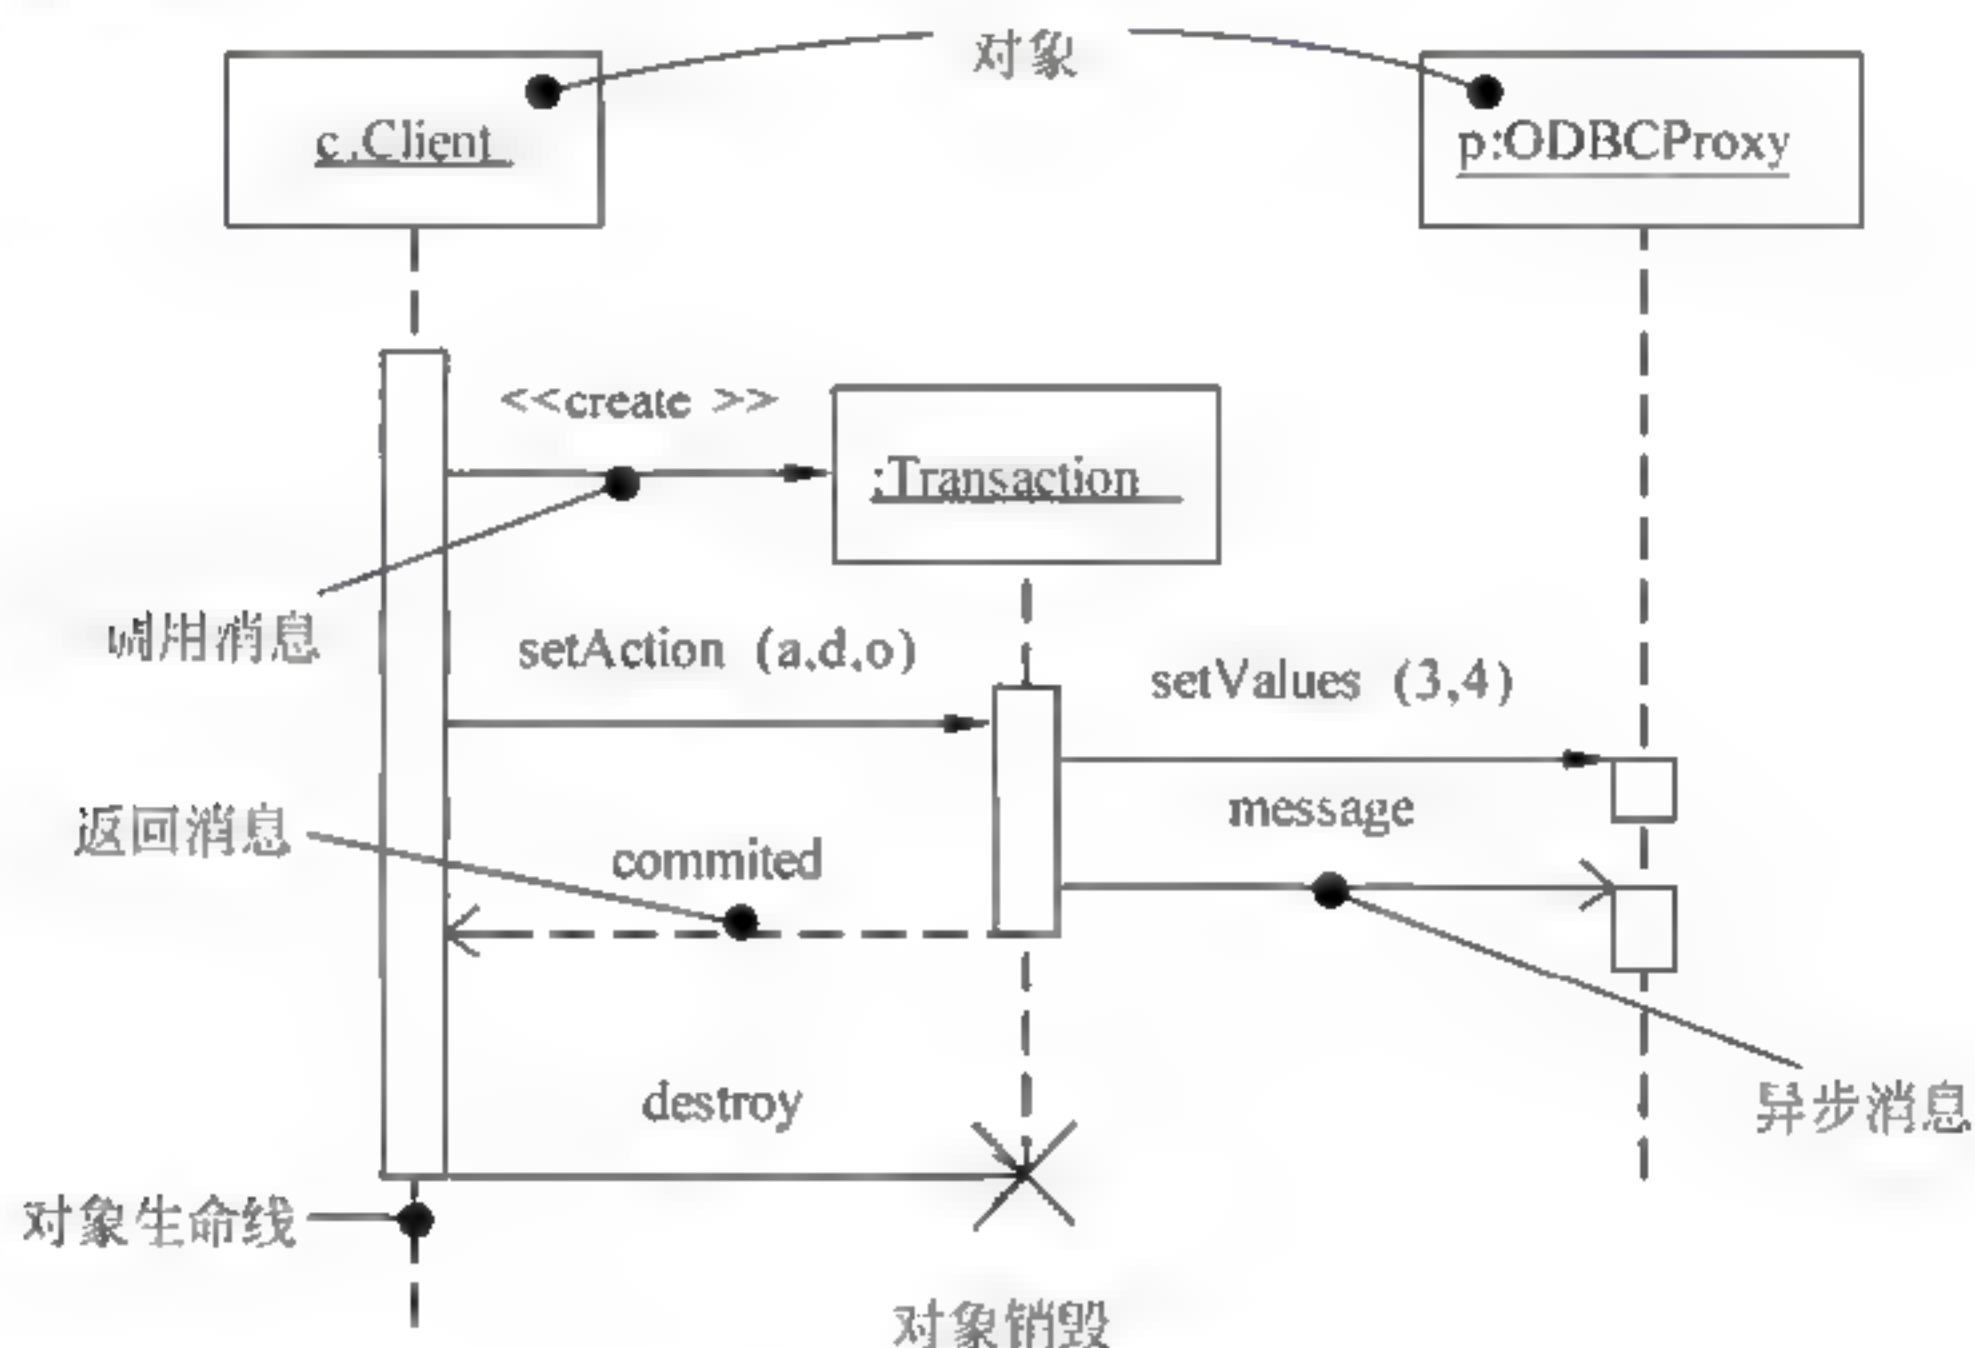 对象
c.Client
p:ODBCProxy
<<create >>
:Transaction
调用消息
setAction (a,d,o)
setValues (3,4)
返回消息
message
commited
destroy
异步消息
对象生命线
对象销毁